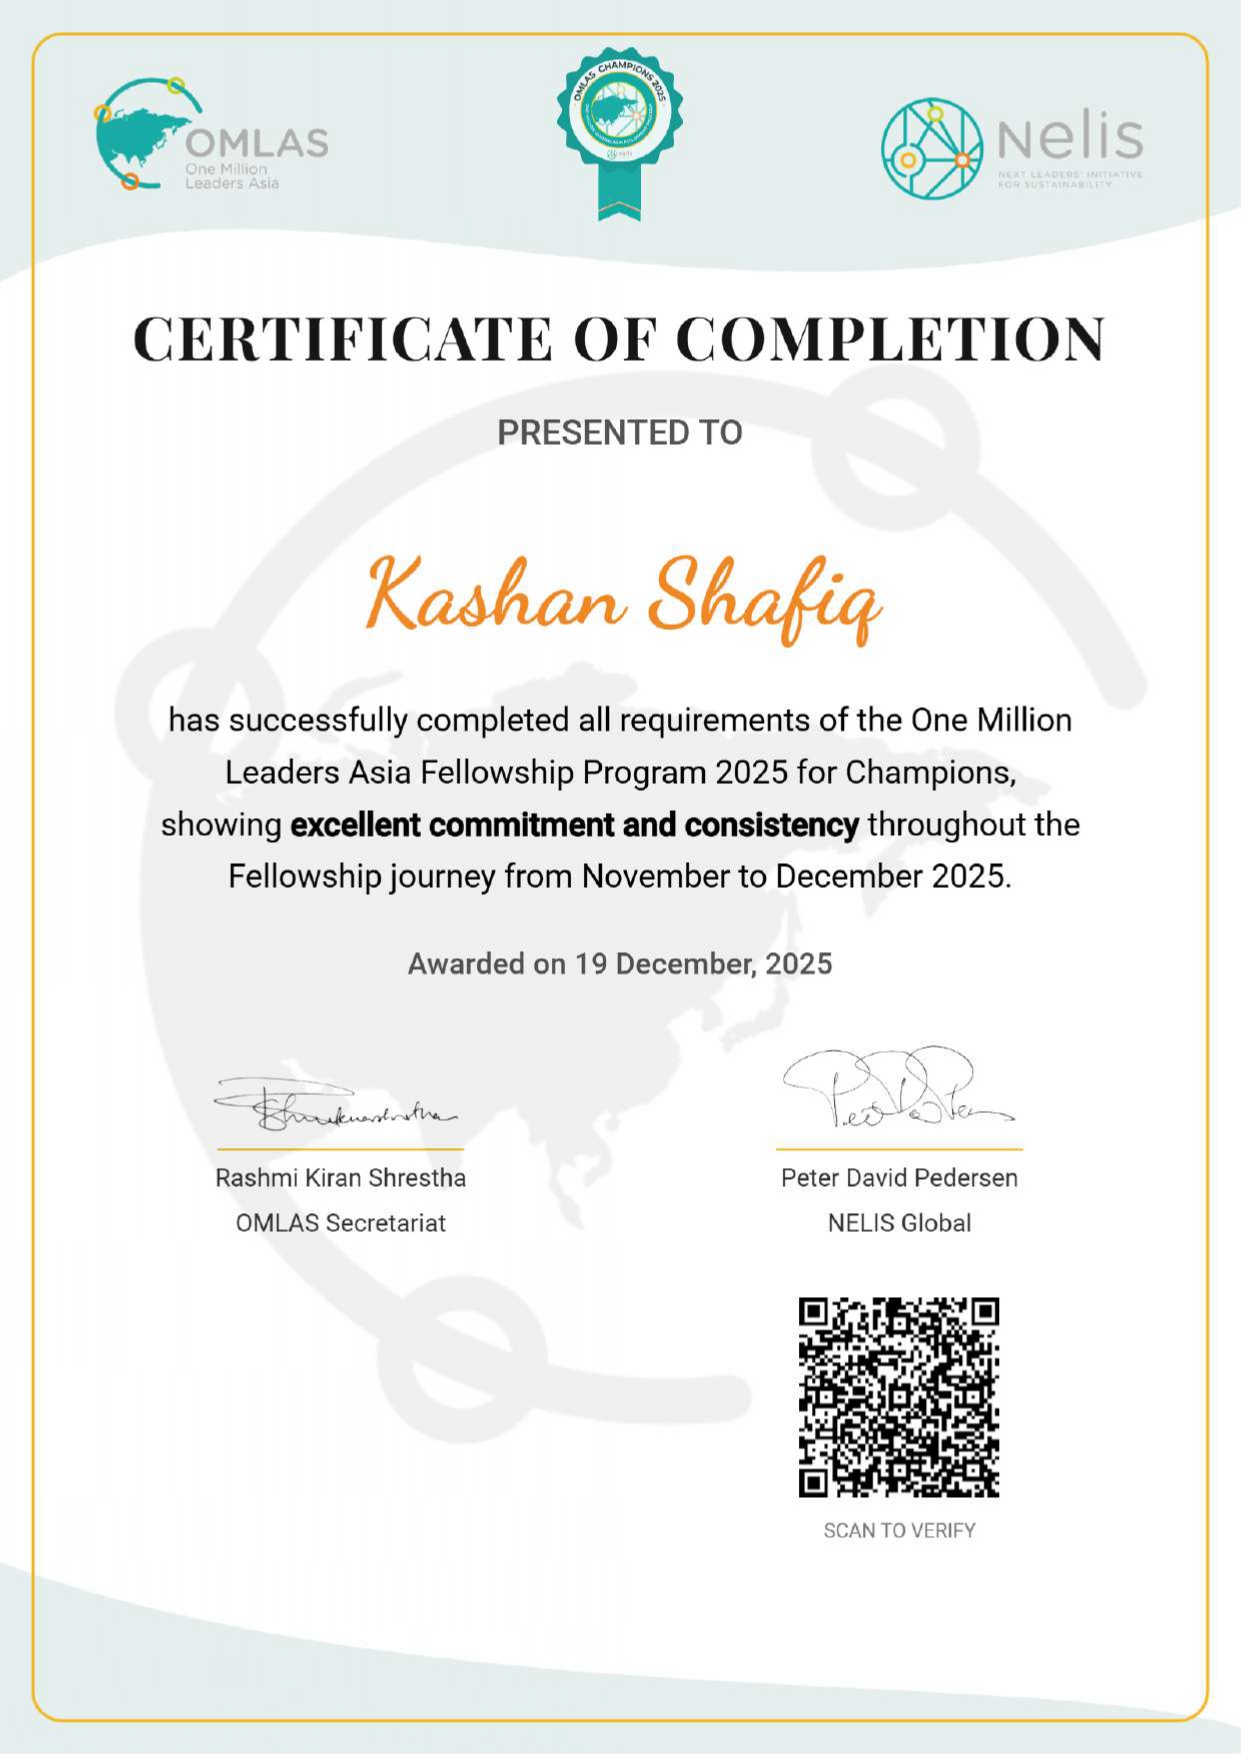 OMLAS
One Million
Leaders Asia
OMLAS CHAMPIONS 2025
Nelis
NEXT LEADERS' INITIATIVE
FOR SUSTAINABILITY
CERTIFICATE OF COMPLETION
PRESENTED TO
Kashan Shafiq
has successfully completed all requirements of the One Million
Leaders Asia Fellowship Program 2025 for Champions,
showing excellent commitment and consistency throughout the
Fellowship journey from November to December 2025.
Awarded on 19 December, 2025
Rashmi Kiran Shrestha
OMLAS Secretariat
Peter David Pedersen
NELIS Global
SCAN TO VERIFY